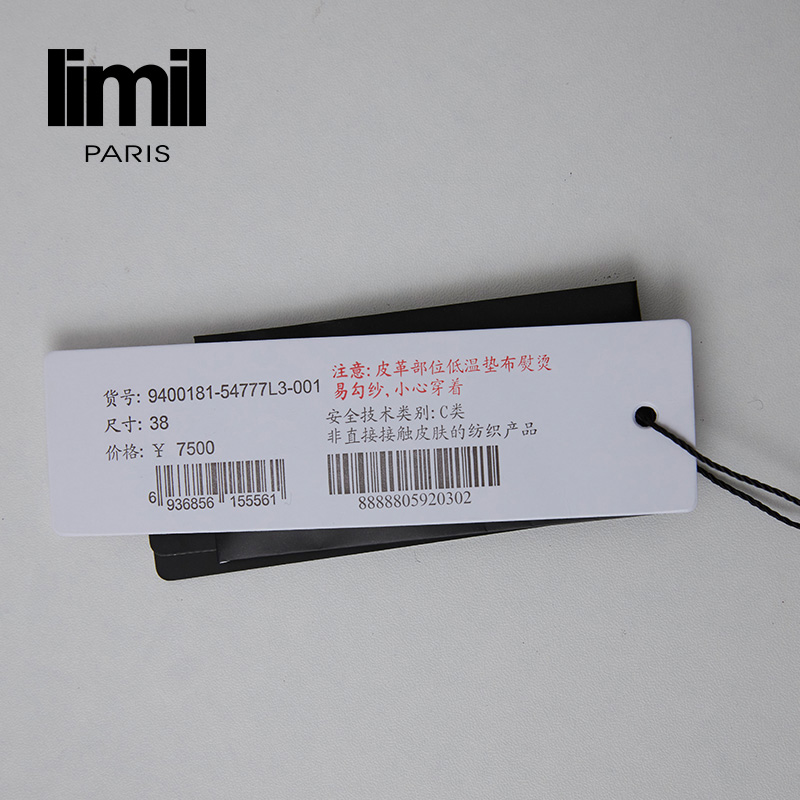 limil
PARIS
货号: 9400181-54777L3-001
尺寸: 38
价格: ¥ 7500
6 936856 155561
注意: 皮革部位低温垫布熨烫
易勾纱, 小心穿着
安全技术类别: C类
非直接接触皮肤的纺织产品
8888805920302